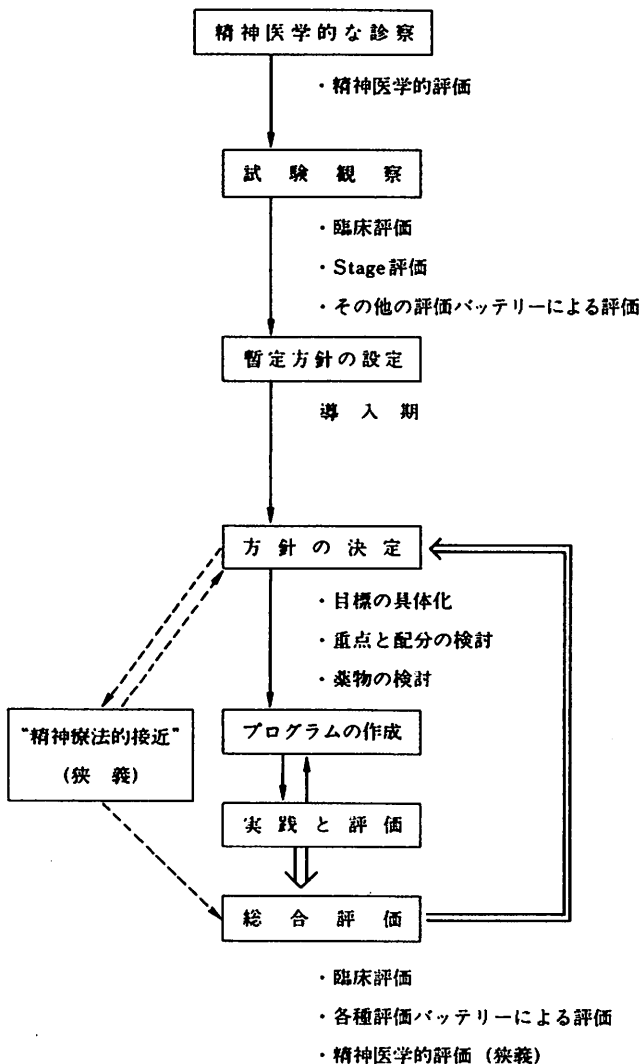 精神医学的な診察
・精神医学的評価
試験観察
・臨床評価
・Stage評価
・その他の評価バッテリーによる評価
暫定方針の設定
導入期
方針の決定
・目標の具体化
・重点と配分の検討
・薬物の検討
“精神療法的接近”
(狭義)
プログラムの作成
実践と評価
総合評価
・臨床評価
・各種評価バッテリーによる評価
・精神医学的評価(狭義)